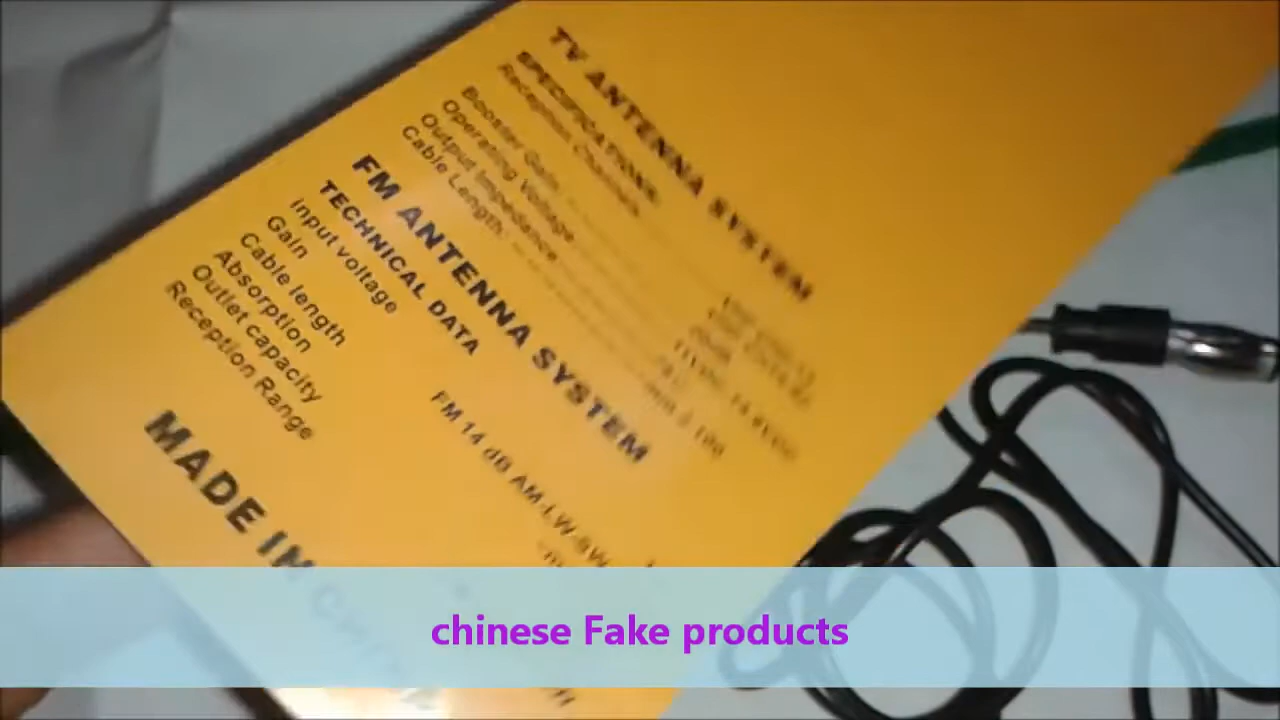 TV ANTENNA SYSTEM
SPECIFICATIONS:
Reception Channels
Booster Gain
Operating Voltage
Output Impedance
Cable Length:
FM ANTENNA SYSTEM
TECHNICAL DATA
Input voltage
Gain
FM 14 dB AM-LW-SW
Cable length
Absorption
Outlet capacity
Reception Range
MADE IN
chinese Fake products